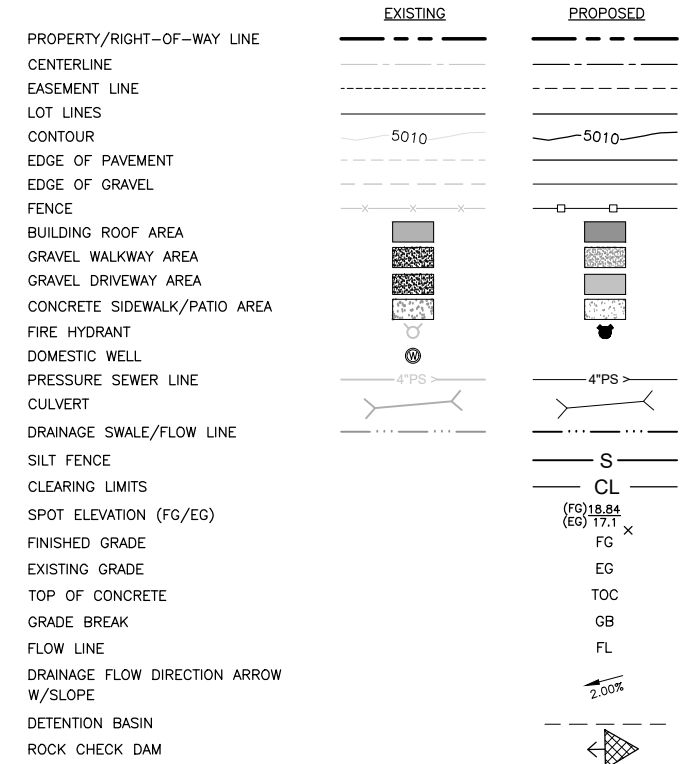 EXISTING PROPOSED
PROPERTY/RIGHT-OF-WAY LINE
CENTERLINE
EASEMENT LINE
LOT LINES
CONTOUR 5010 5010
EDGE OF PAVEMENT
EDGE OF GRAVEL
FENCE X X X
BUILDING ROOF AREA
GRAVEL WALKWAY AREA
GRAVEL DRIVEWAY AREA
CONCRETE SIDEWALK/PATIO AREA
FIRE HYDRANT
DOMESTIC WELL W
PRESSURE SEWER LINE 4"PS > 4"PS >
CULVERT
DRAINAGE SWALE/FLOW LINE
SILT FENCE S
CLEARING LIMITS CL
SPOT ELEVATION (FG/EG) (FG)18.84
(EG) 17.1 X
FINISHED GRADE FG
EXISTING GRADE EG
TOP OF CONCRETE TOC
GRADE BREAK GB
FLOW LINE FL
DRAINAGE FLOW DIRECTION ARROW
W/SLOPE 2.00%
DETENTION BASIN
ROCK CHECK DAM